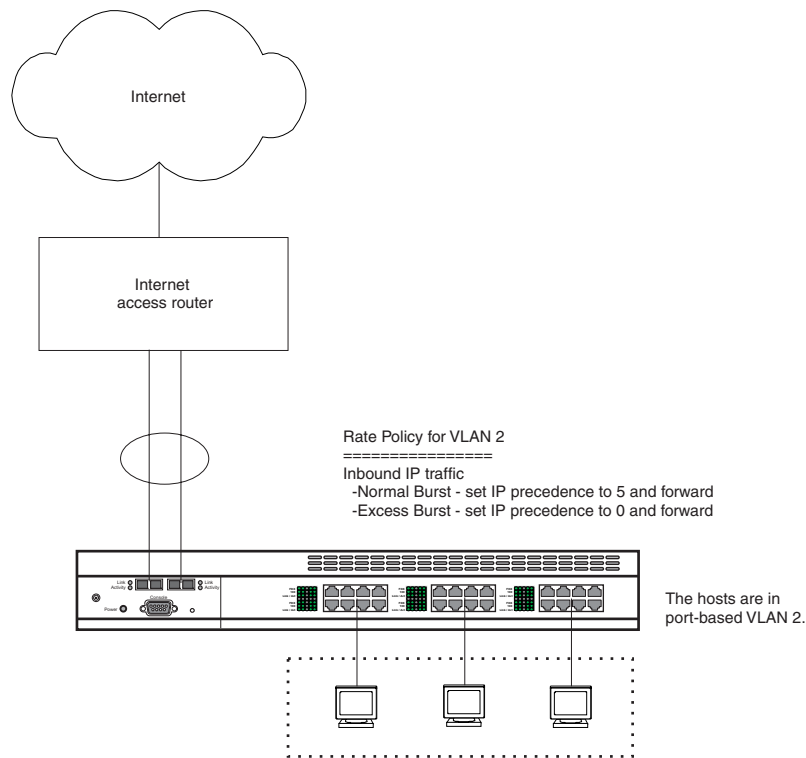 Internet
Internet
access router
Rate Policy for VLAN 2
================
Inbound IP traffic
-Normal Burst - set IP precedence to 5 and forward
-Excess Burst - set IP precedence to 0 and forward
Link
Activity
Link
Activity
Console
Power
The hosts are in
port-based VLAN 2.